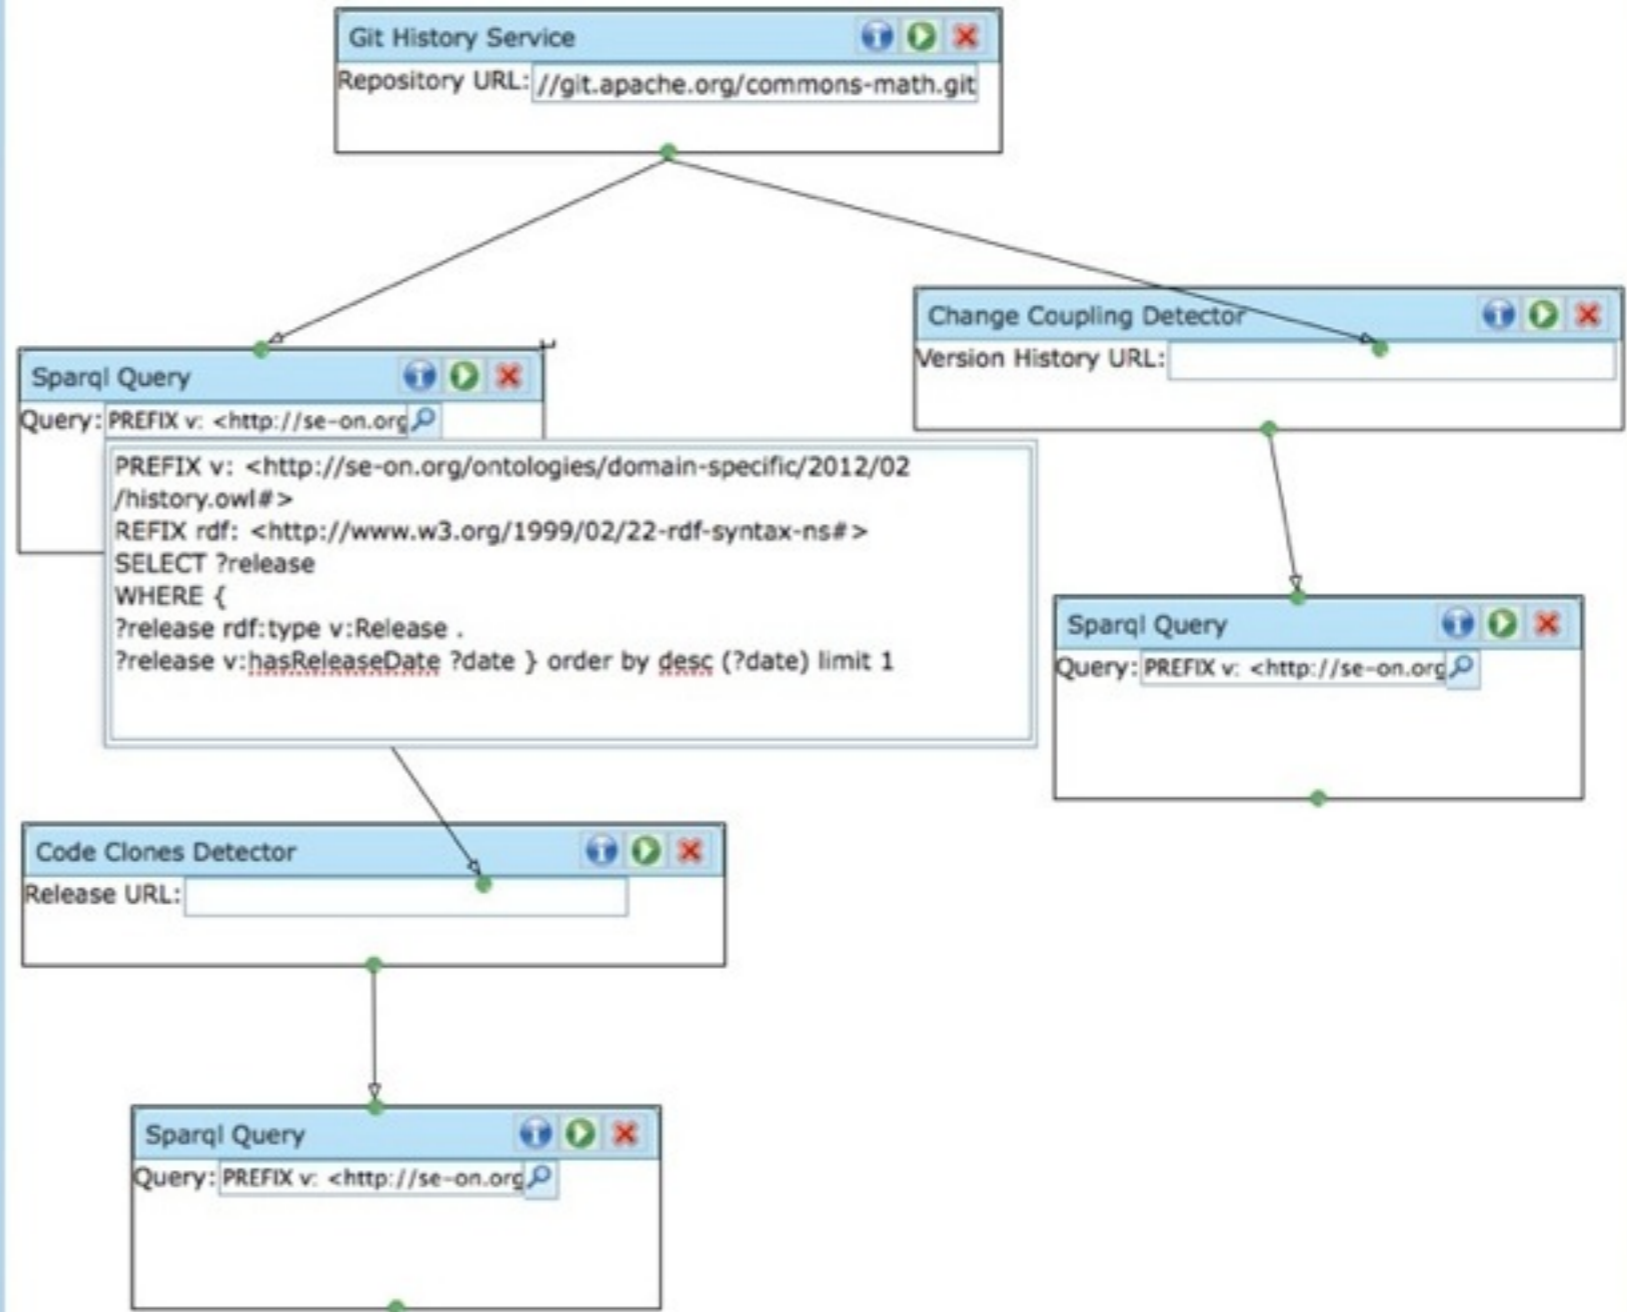 Git History Service
Repository URL: //git.apache.org/commons-math.git
Change Coupling Detector
Version History URL:
Sparql Query
Query: PREFIX v: <http://se-on.org
PREFIX v: <http://se-on.org/ontologies/domain-specific/2012/02
/history.owl#>
REFIX rdf: <http://www.w3.org/1999/02/22-rdf-syntax-ns#>
SELECT ?release
WHERE {
?release rdf:type v:Release .
?release v:hasReleaseDate ?date } order by desc (?date) limit 1
Sparql Query
Query: PREFIX v: <http://se-on.org
Code Clones Detector
Release URL:
Sparql Query
Query: PREFIX v: <http://se-on.org